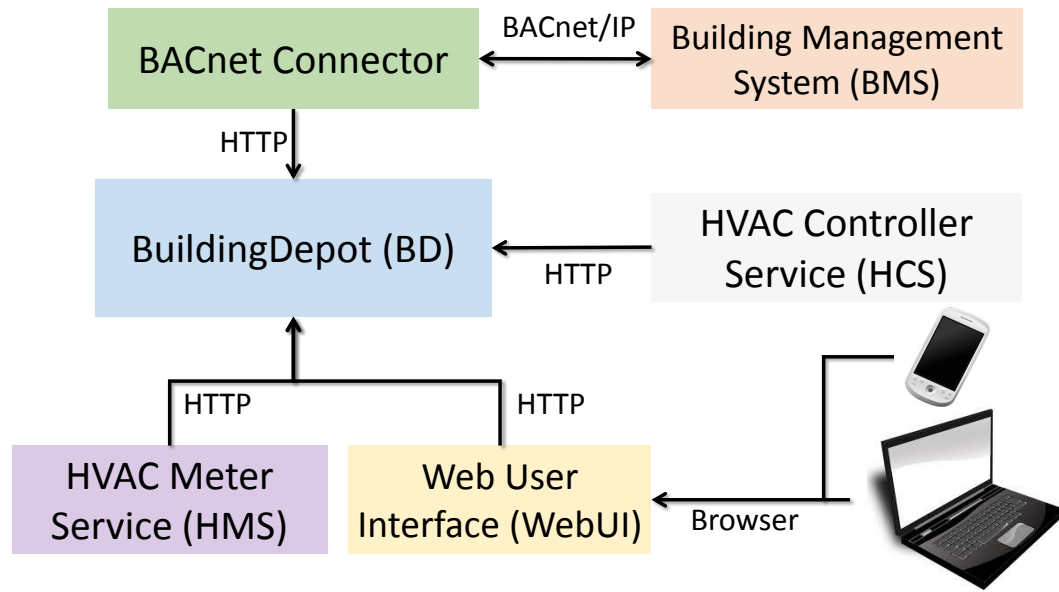 BACnet Connector
BACnet/IP
Building Management
System (BMS)
HTTP
BuildingDepot (BD)
HTTP
HVAC Controller
Service (HCS)
HTTP
HTTP
HVAC Meter
Service (HMS)
Web User
Interface (WebUI)
Browser